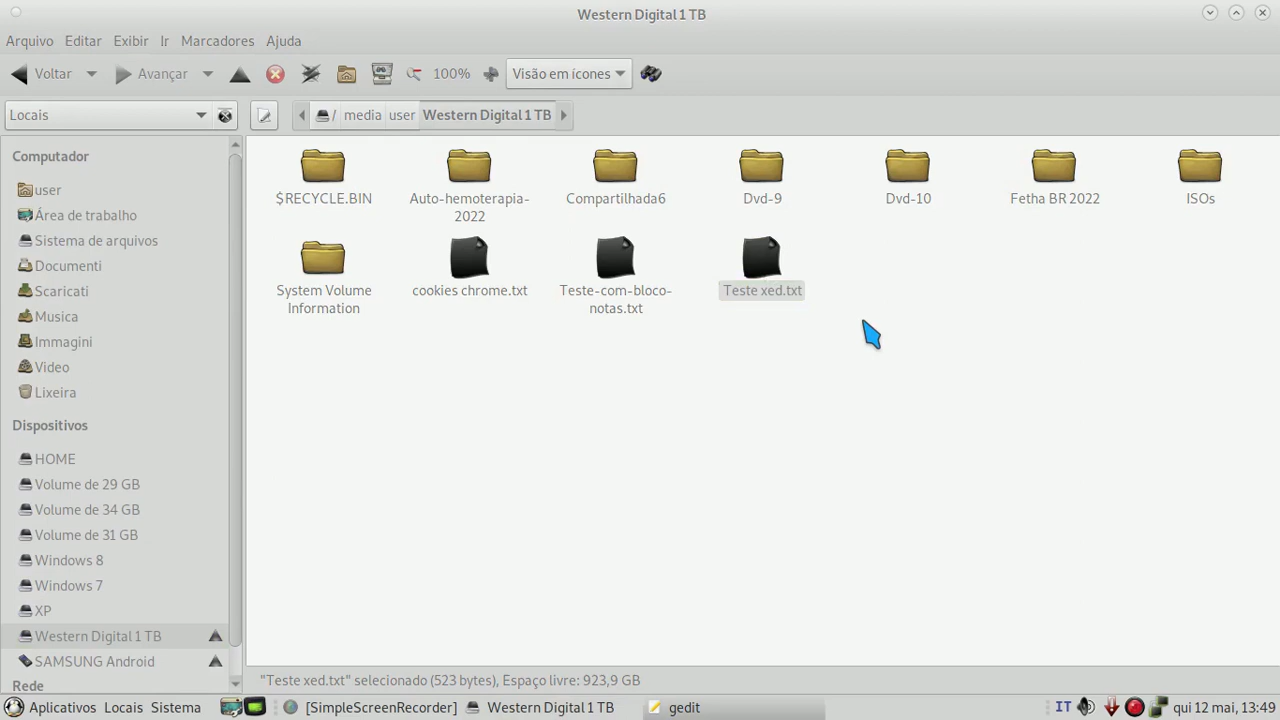 Western Digital 1 TB
Arquivo Editar Exibir Ir Marcadores Ajuda
Voltar Avançar 100% Visão em ícones
Locais / media user Western Digital 1 TB
Computador
user
Área de trabalho
Sistema de arquivos
Documenti
Scaricati
Musica
Immagini
Video
Lixeira
Dispositivos
HOME
Volume de 29 GB
Volume de 34 GB
Volume de 31 GB
Windows 8
Windows 7
XP
Western Digital 1 TB
SAMSUNG Android
Rede
$RECYCLE.BIN
Auto-hemoterapia-
2022
Compartilhada6
Dvd-9
Dvd-10
Fetha BR 2022
ISOs
System Volume
Information
cookies chrome.txt
Teste-com-bloco-
notas.txt
Teste xed.txt
"Teste xed.txt" selecionado (523 bytes), Espaço livre: 923,9 GB
Aplicativos Locais Sistema [SimpleScreenRecorder] Western Digital 1 TB gedit IT qui 12 mai, 13:49